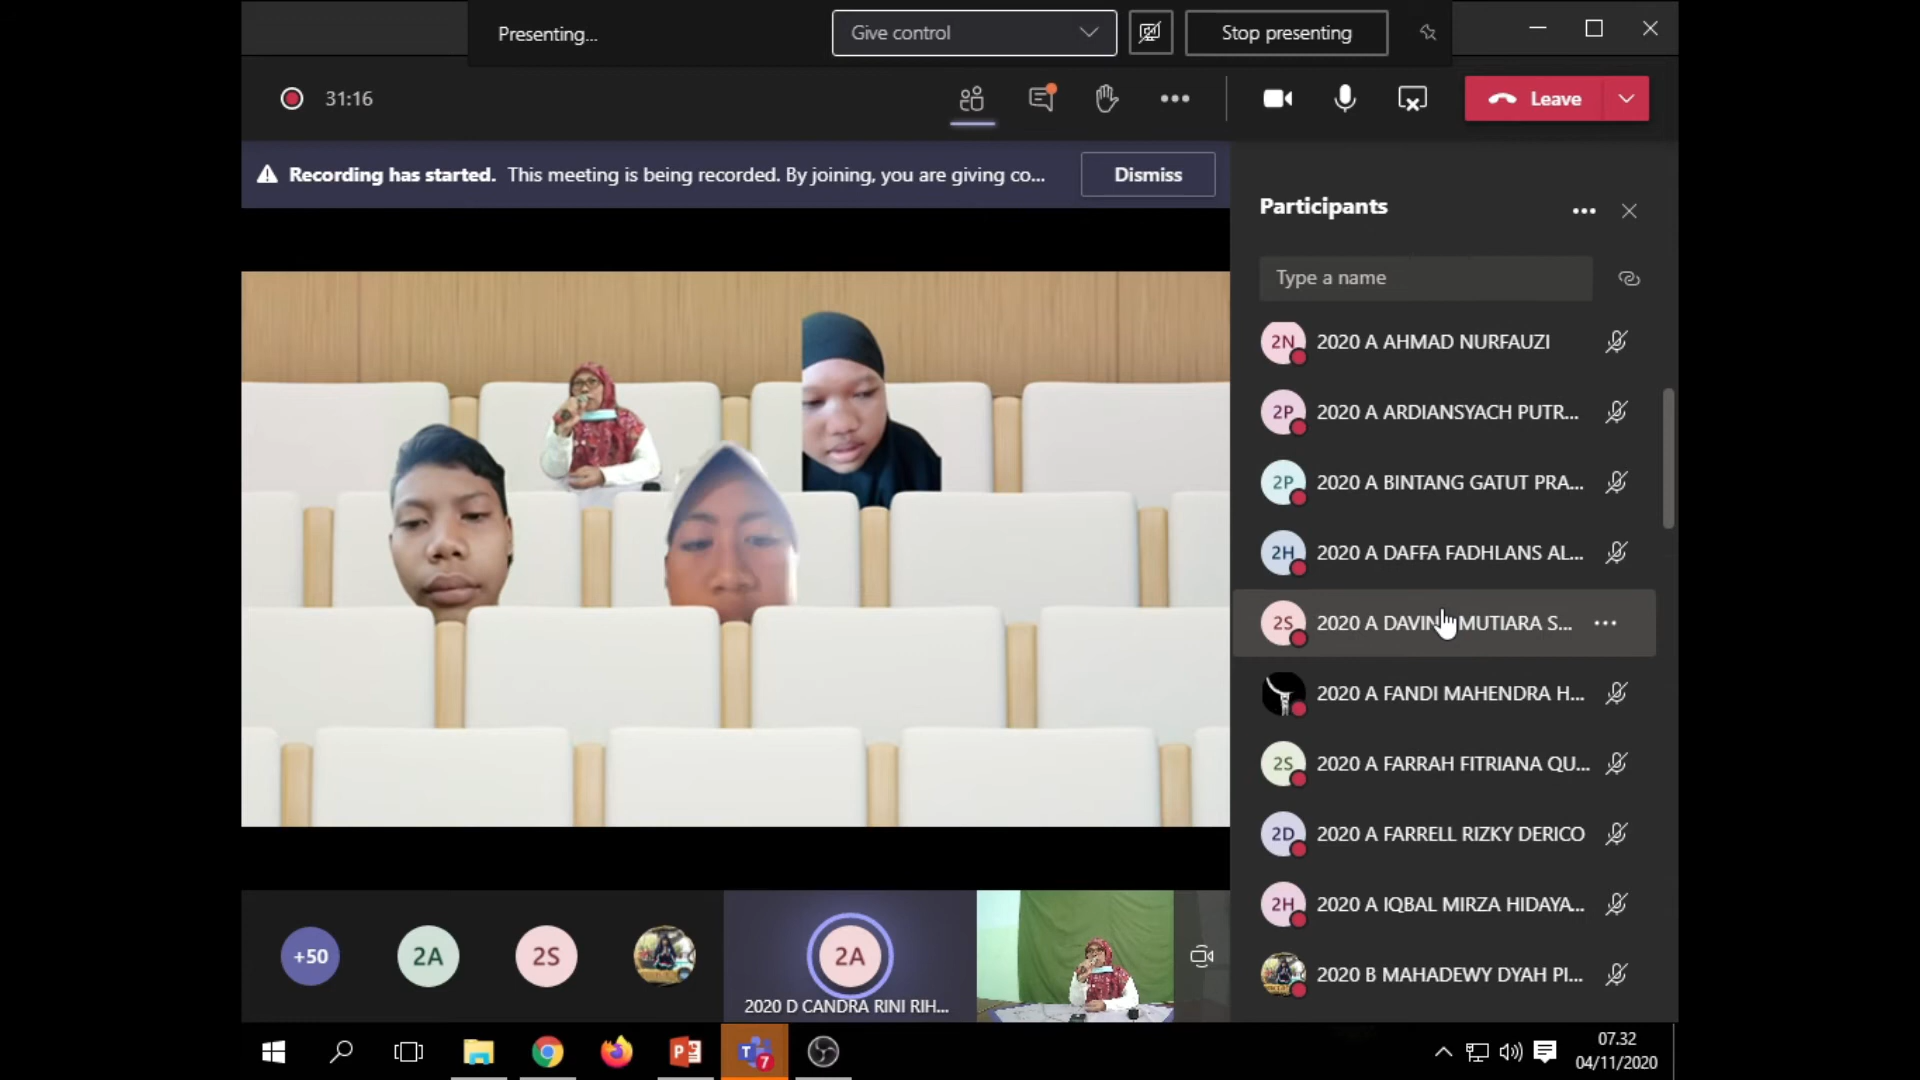 Presenting...
Give control
Stop presenting
31:16
Leave
Recording has started. This meeting is being recorded. By joining, you are giving co...
Dismiss
Participants
Type a name
2N 2020 A AHMAD NURFAUZI
2P 2020 A ARDIANSYACH PUTR...
2P 2020 A BINTANG GATUT PRA...
2H 2020 A DAFFA FADHLANS AL...
2S 2020 A DAVIN MUTIARA S...
2020 A FANDI MAHENDRA H...
2S 2020 A FARRAH FITRIANA QU...
2D 2020 A FARRELL RIZKY DERICO
2H 2020 A IQBAL MIRZA HIDAYA...
2020 B MAHADEWY DYAH PI...
+50
2A
2S
2A
2020 D CANDRA RINI RIH...
P
T
7
07.32
04/11/2020